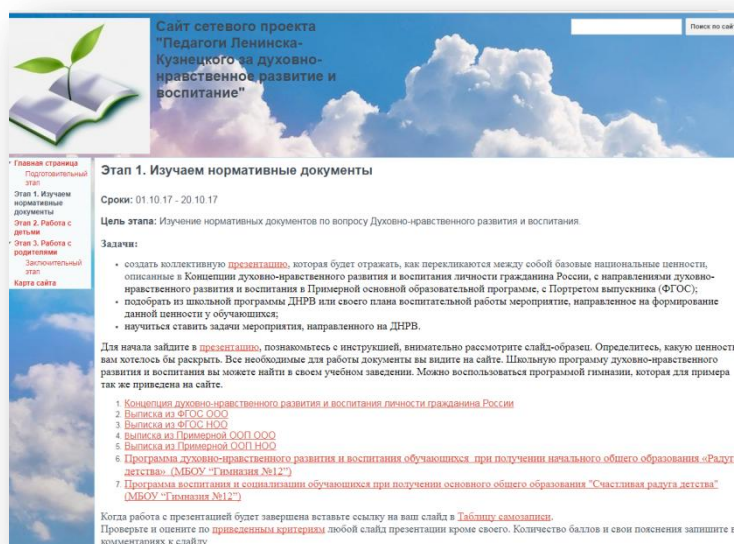 Сайт сетевого проекта
"Педагоги Ленинска-
Кузнецкого за духовно-
нравственное развитие и
воспитание"
Поиск по сайт
Главная страница
Подготовительный
этап
Этап 1. Изучаем
нормативные
документы
Этап 2. Работа с
детьми
Этап 3. Работа с
родителями
Заключительный
этап
Карта сайта
Этап 1. Изучаем нормативные документы
Сроки: 01.10.17 - 20.10.17
Цель этапа: Изучение нормативных документов по вопросу Духовно-нравственного развития и воспитания.
Задачи:
• создать коллективную презентацию, которая будет отражать, как перекликаются между собой базовые национальные ценности,
описанные в Концепции духовно-нравственного развития и воспитания личности гражданина России, с направлениями духовно-
нравственного развития и воспитания в Примерной основной образовательной программе, с Портретом выпускника (ФГОС);
• подобрать из школьной программы ДНРВ или своего плана воспитательной работы мероприятие, направленное на формирование
данной ценности у обучающихся;
• научиться ставить задачи мероприятия, направленного на ДНРВ.
Для начала зайдите в презентацию, познакомьтесь с инструкцией, внимательно рассмотрите слайд-образец. Определитесь, какую ценность
вам хотелось бы раскрыть. Все необходимые для работы документы вы видите на сайте. Школьную программу духовно-нравственного
развития и воспитания вы можете найти в своем учебном заведении. Можно воспользоваться программой гимназии, которая для примера
так же приведена на сайте.
1. Концепция духовно-нравственного развития и воспитания личности гражданина России
2. Выписка из ФГОС ООО
3. Выписка из ФГОС НОО
4. выписка из Примерной ООП ООО
5. Выписка из Примерной ООП НОО
6. Программа духовно-нравственного развития и воспитания обучающихся при получении начального общего образования «Радуга
детства» (МБОУ “Гимназия №12”)
7. Программа воспитания и социализации обучающихся при получении основного общего образования "Счастливая радуга детства"
(МБОУ “Гимназия №12”)
Когда работа с презентацией будет завершена вставьте ссылку на ваш слайд в Таблицу самозаписи.
Проверьте и оцените по приведенным критериям любой слайд презентации кроме своего. Количество баллов и свои пояснения запишите в
комментариях к слайду